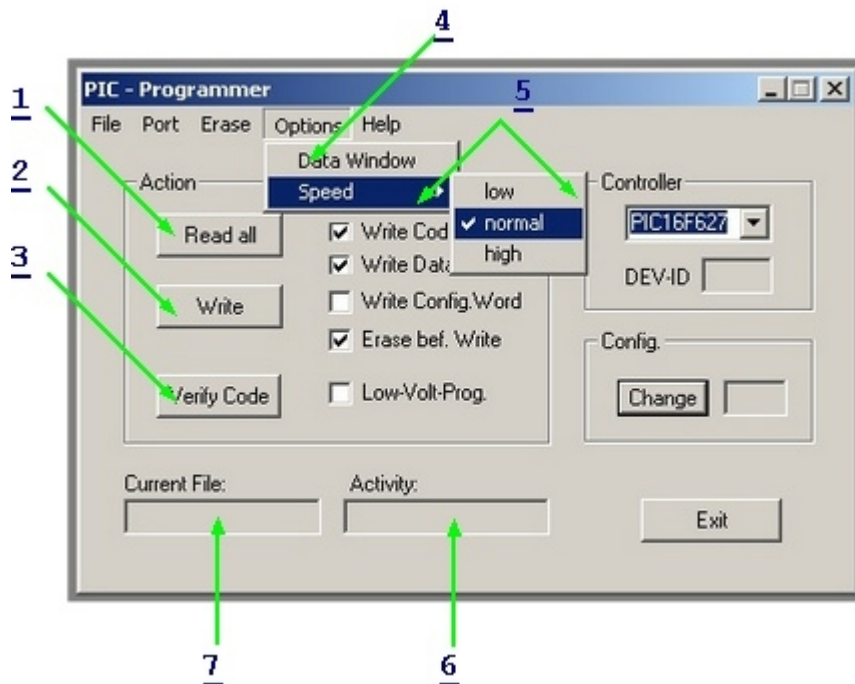 4
PIC - Programmer
5
1
File Port Erase Options Help
Data Window
2
Action
Speed
low
Controller
Read all
Write Cod
normal
PIC16F627
3
Write Data
high
DEV-ID
Write
Write Config.Word
Erase bef. Write
Config.
Verify Code
Low-Volt-Prog.
Change
Current File:
Activity:
Exit
7
6